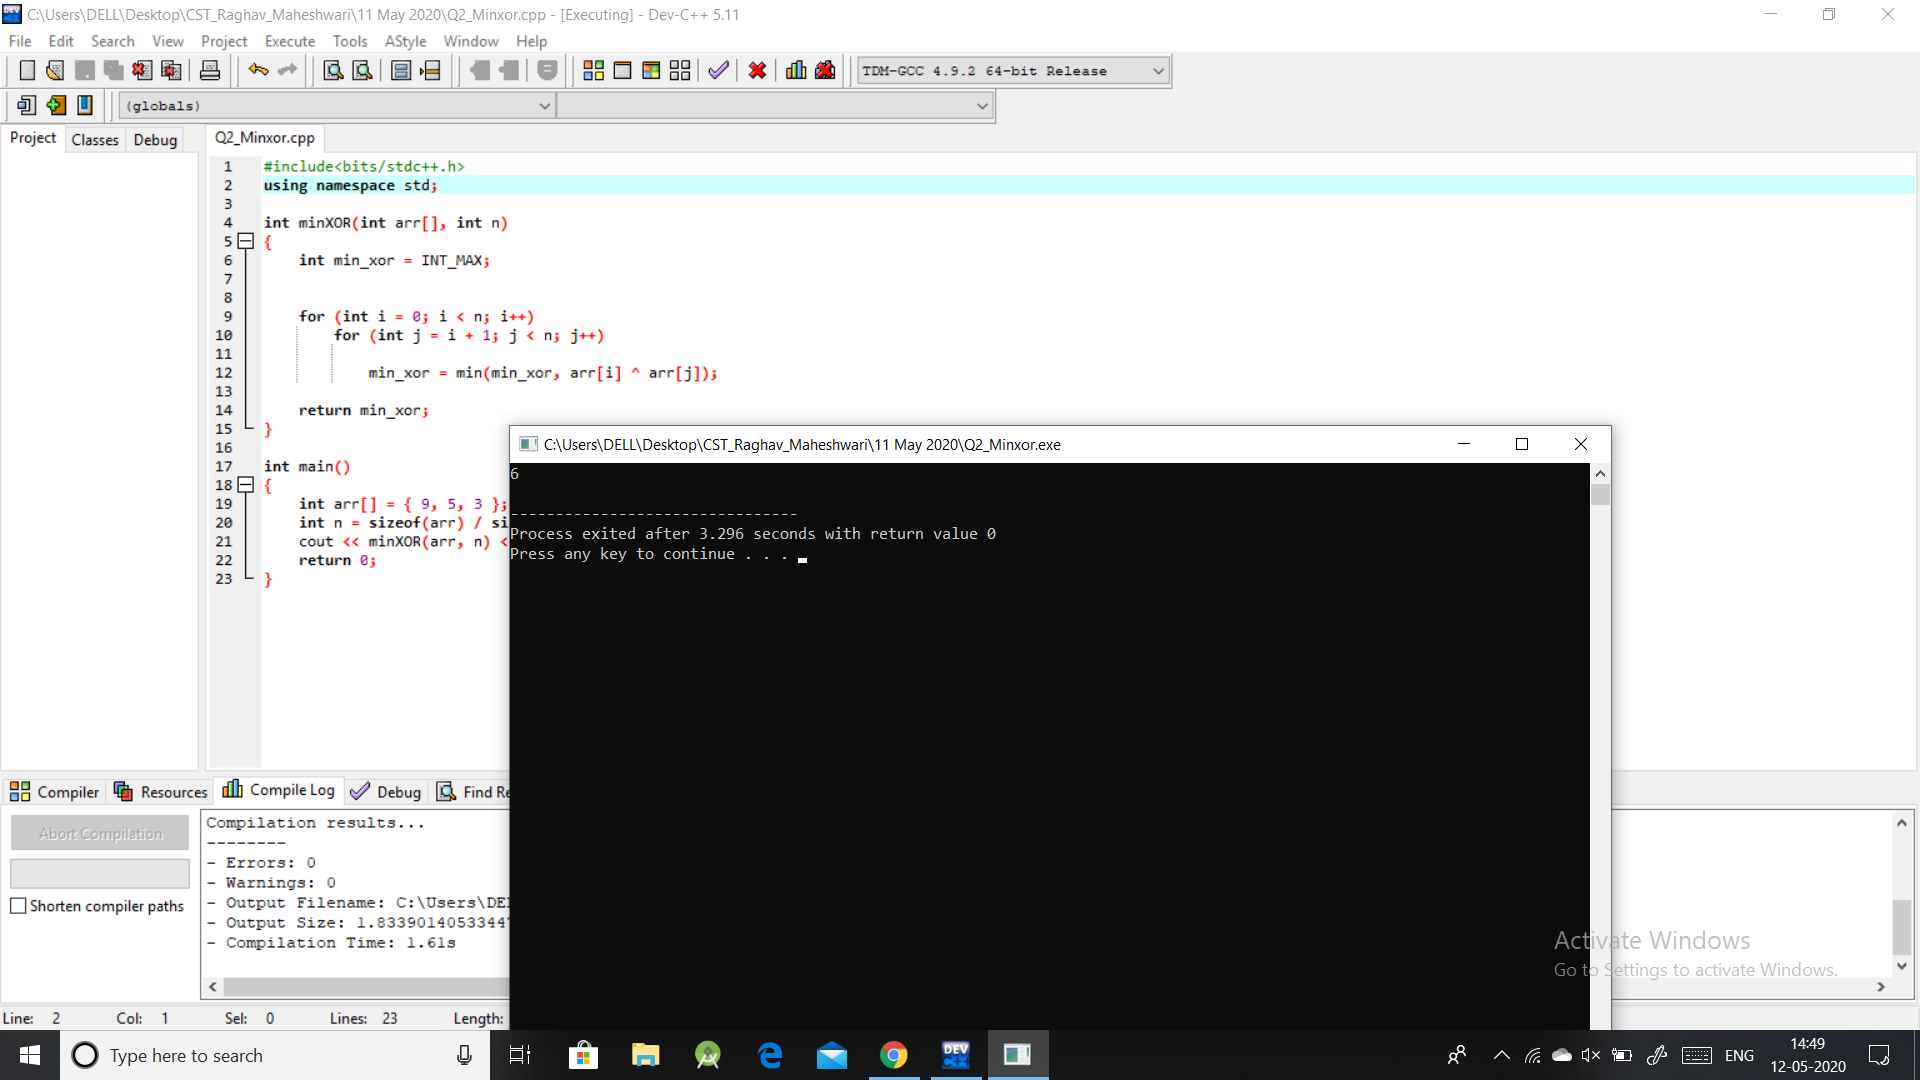 C:\Users\DELL\Desktop\CST_Raghav_Maheshwari\11 May 2020\Q2_Minxor.cpp - [Executing] - Dev-C++ 5.11
File Edit Search View Project Execute Tools AStyle Window Help
TDM-GCC 4.9.2 64-bit Release
(globals)
Project Classes Debug Q2_Minxor.cpp
1 #include<bits/stdc++.h>
2 using namespace std;
3
4 int minXOR(int arr[], int n)
5 {
6 int min_xor = INT_MAX;
7
8
9 for (int i = 0; i < n; i++)
10 for (int j = i + 1; j < n; j++)
11
12 min_xor = min(min_xor, arr[i] ^ arr[j]);
13
14 return min_xor;
15 }
16
17 int main()
18 {
19 int arr[] = { 9, 5, 3 };
20 int n = sizeof(arr) / si
21 cout << minXOR(arr, n) <
22 return 0;
23 }
C:\Users\DELL\Desktop\CST_Raghav_Maheshwari\11 May 2020\Q2_Minxor.exe
6
--------------------------------
Process exited after 3.296 seconds with return value 0
Press any key to continue . . .
Compiler Resources Compile Log Debug Find Re
Abort Compilation
Shorten compiler paths
Compilation results...
--------
- Errors: 0
- Warnings: 0
- Output Filename: C:\Users\DE
- Output Size: 1.8339014053344
- Compilation Time: 1.61s
Activate Windows
Go to Settings to activate Windows.
Line: 2 Col: 1 Sel: 0 Lines: 23 Length:
Type here to search
DEV C++
ENG
14:49
12-05-2020